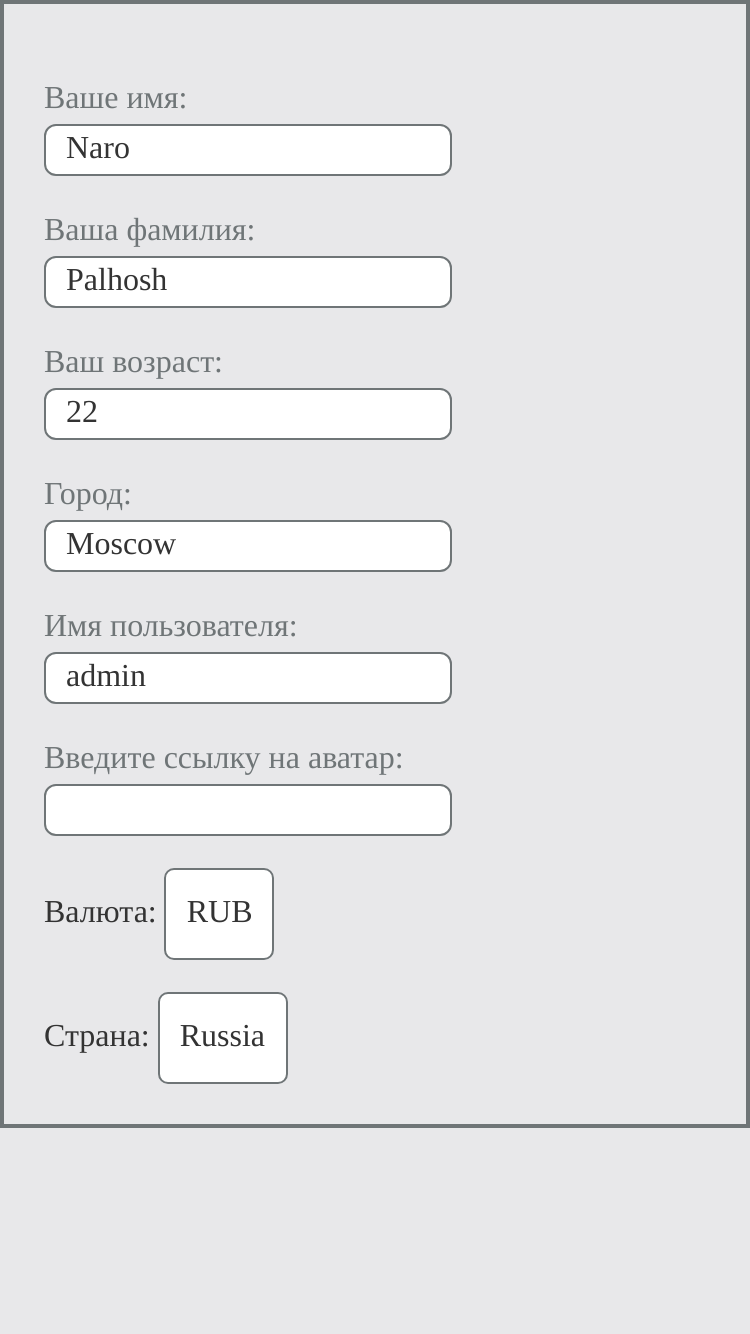 Ваше имя:
Naro
Ваша фамилия:
Palhosh
Ваш возраст:
22
Город:
Moscow
Имя пользователя:
admin
Введите ссылку на аватар:
Валюта: RUB
Страна: Russia